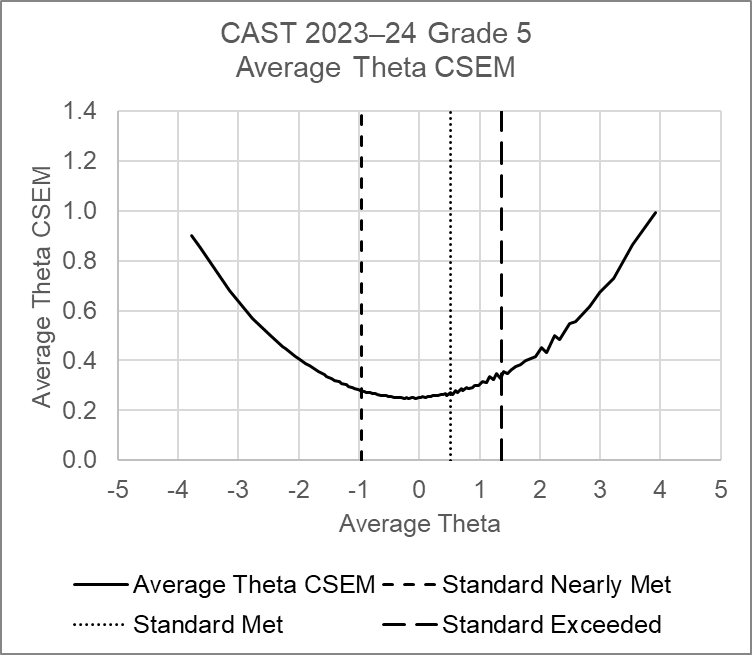 CAST 2023–24 Grade 5
Average Theta CSEM
Average Theta CSEM
1.4
1.2
1.0
0.8
0.6
0.4
0.2
0.0
-5 -4 -3 -2 -1 0 1 2 3 4 5
Average Theta
Average Theta CSEM Standard Nearly Met
Standard Met Standard Exceeded